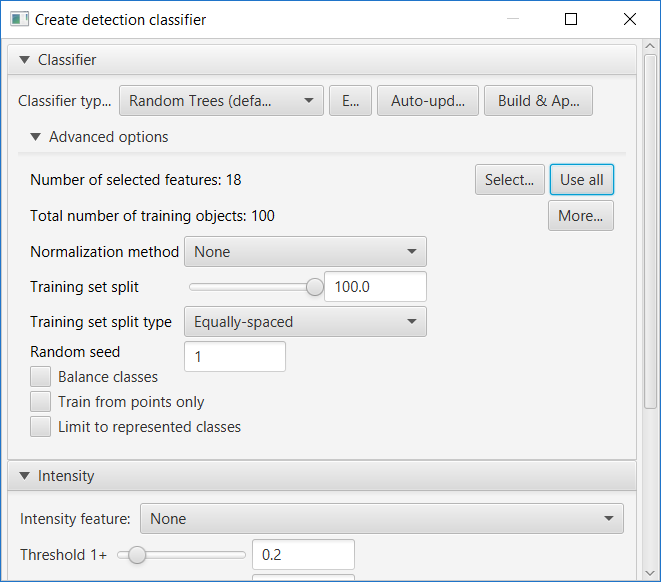 Create detection classifier
Classifier
Classifier typ... Random Trees (defa... E... Auto-upd... Build & Ap...
Advanced options
Number of selected features: 18 Select... Use all
Total number of training objects: 100 More...
Normalization method None
Training set split 100.0
Training set split type Equally-spaced
Random seed 1
Balance classes
Train from points only
Limit to represented classes
Intensity
Intensity feature: None
Threshold 1+ 0.2